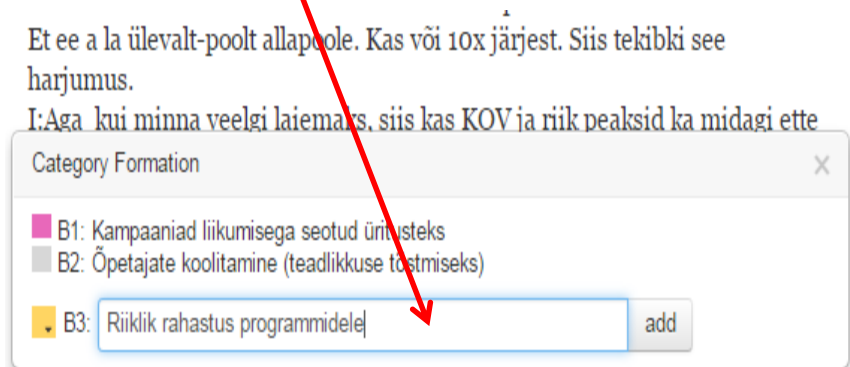 Et ee a la ülevalt-poolt allapoole. Kas või 10x järjest. Siis tekibki see
harjumus.
I:Aga kui minna veelgi laiemaks, siis kas KOV ja riik peaksid ka midagi ette
Category Formation
B1: Kampaaniad liikumisega seotud üritusteks
B2: Õpetajate koolitamine (teadlikkuse tõstmiseks)
B3: Riiklik rahastus programmidele add